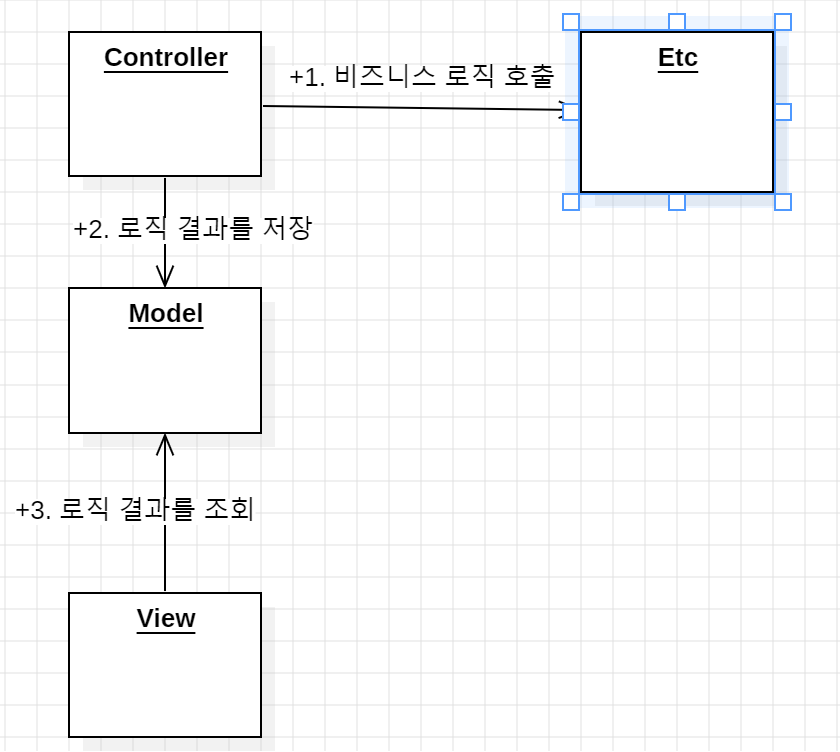 Controller
Etc
+1. 비즈니스 로직 호출
+2. 로직 결과를 저장
Model
+3. 로직 결과를 조회
View